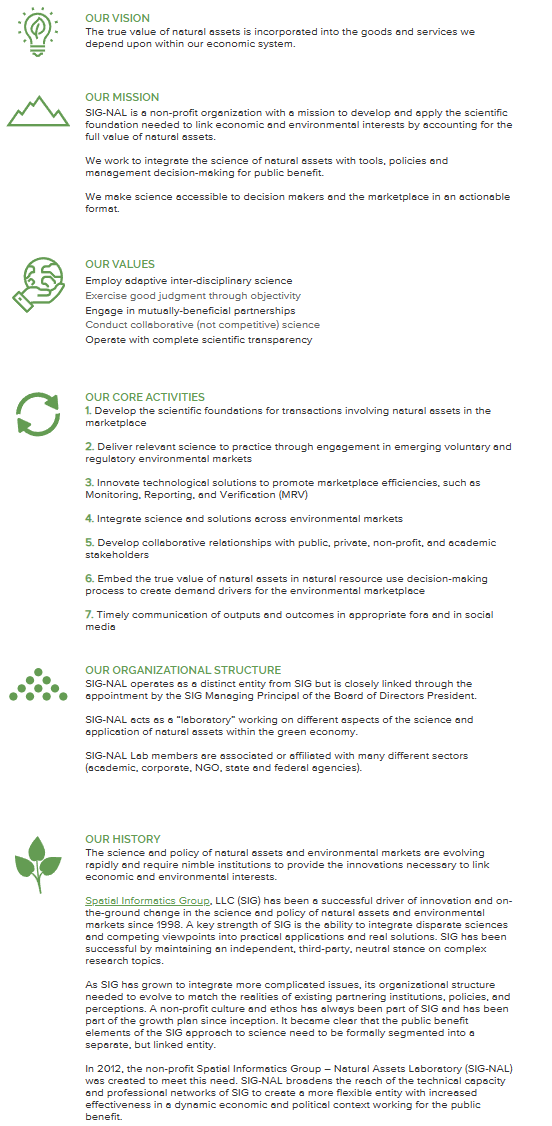 OUR VISION
The true value of natural assets is incorporated into the goods and services we
depend upon within our economic system.
OUR MISSION
SIG-NAL is a non-profit organization with a mission to develop and apply the scientific
foundation needed to link economic and environmental interests by accounting for the
full value of natural assets.
We work to integrate the science of natural assets with tools, policies and
management decision-making for public benefit.
We make science accessible to decision makers and the marketplace in an actionable
format.
OUR VALUES
Employ adaptive inter-disciplinary science
Exercise good judgment through objectivity
Engage in mutually-beneficial partnerships
Conduct collaborative (not competitive) science
Operate with complete scientific transparency
OUR CORE ACTIVITIES
1. Develop the scientific foundations for transactions involving natural assets in the
marketplace
2. Deliver relevant science to practice through engagement in emerging voluntary and
regulatory environmental markets
3. Innovate technological solutions to promote marketplace efficiencies, such as
Monitoring, Reporting, and Verification (MRV)
4. Integrate science and solutions across environmental markets
5. Develop collaborative relationships with public, private, non-profit, and academic
stakeholders
6. Embed the true value of natural assets in natural resource use decision-making
process to create demand drivers for the environmental marketplace
7. Timely communication of outputs and outcomes in appropriate fora and in social
media
OUR ORGANIZATIONAL STRUCTURE
SIG-NAL operates as a distinct entity from SIG but is closely linked through the
appointment by the SIG Managing Principal of the Board of Directors President.
SIG-NAL acts as a "laboratory" working on different aspects of the science and
application of natural assets within the green economy.
SIG-NAL Lab members are associated or affiliated with many different sectors
(academic, corporate, NGO, state and federal agencies).
OUR HISTORY
The science and policy of natural assets and environmental markets are evolving
rapidly and require nimble institutions to provide the innovations necessary to link
economic and environmental interests.
Spatial Informatics Group, LLC (SIG) has been a successful driver of innovation and on-
the-ground change in the science and policy of natural assets and environmental
markets since 1998. A key strength of SIG is the ability to integrate disparate sciences
and competing viewpoints into practical applications and real solutions. SIG has been
successful by maintaining an independent, third-party, neutral stance on complex
research topics.
As SIG has grown to integrate more complicated issues, its organizational structure
needed to evolve to match the realities of existing partnering institutions, policies, and
perceptions. A non-profit culture and ethos has always been part of SIG and has been
part of the growth plan since inception. It became clear that the public benefit
elements of the SIG approach to science need to be formally segmented into a
separate, but linked entity.
In 2012, the non-profit Spatial Informatics Group – Natural Assets Laboratory (SIG-NAL)
was created to meet this need. SIG-NAL broadens the reach of the technical capacity
and professional networks of SIG to create a more flexible entity with increased
effectiveness in a dynamic economic and political context working for the public
benefit.